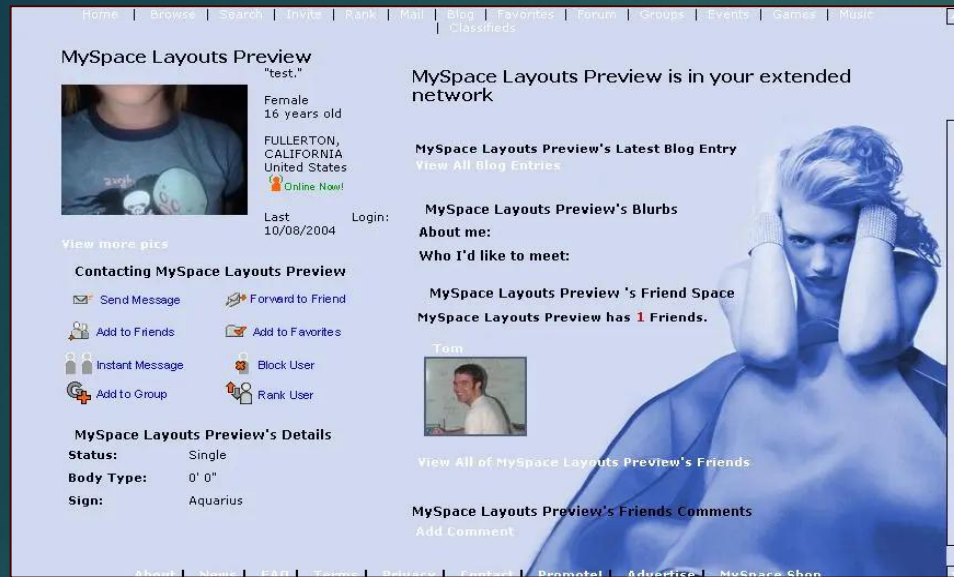 Home | Browse | Search | Invite | Rank | Mail | Blog | Favorites | Forum | Groups | Events | Games | Music
| Classifieds
MySpace Layouts Preview
"test."
Female
16 years old
FULLERTON,
CALIFORNIA
United States
Online Now!
Last Login:
10/08/2004
View more pics
Contacting MySpace Layouts Preview
Send Message
Forward to Friend
Add to Friends
Add to Favorites
Instant Message
Block User
Add to Group
Rank User
MySpace Layouts Preview's Details
Status: Single
Body Type: 0' 0"
Sign: Aquarius
MySpace Layouts Preview is in your extended
network
MySpace Layouts Preview's Latest Blog Entry
View All Blog Entries
MySpace Layouts Preview's Blurbs
About me:
Who I'd like to meet:
MySpace Layouts Preview 's Friend Space
MySpace Layouts Preview has 1 Friends.
Tom
View All of MySpace Layouts Preview's Friends
MySpace Layouts Preview's Friends Comments
Add Comment
About | News | FAQ | Terms | Privacy | Contact | Promote! | Advertise | MySpace Shop